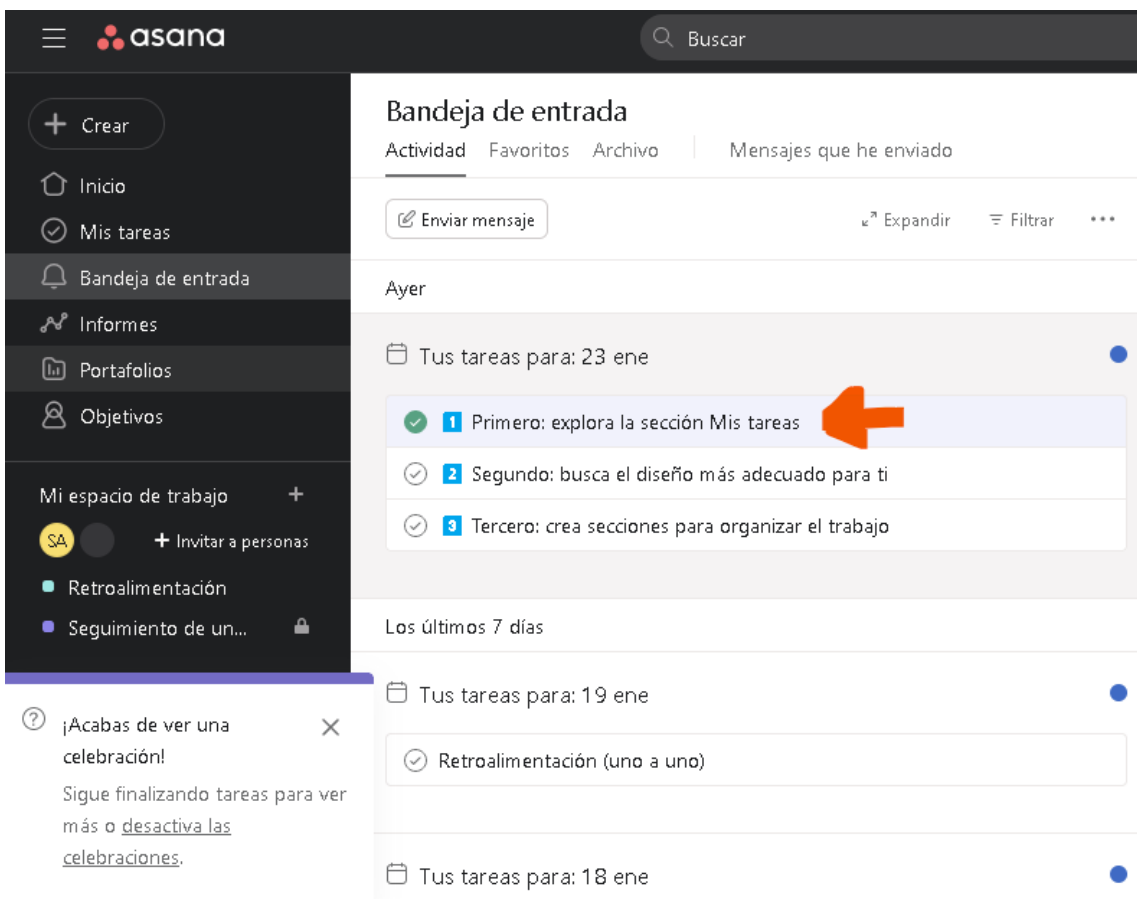 asana
Buscar
Crear
Inicio
Mis tareas
Bandeja de entrada
Informes
Portafolios
Objetivos
Mi espacio de trabajo
SA
Invitar a personas
Retroalimentación
Seguimiento de un...
¡Acabas de ver una
celebración!
Sigue finalizando tareas para ver
más o desactiva las
celebraciones.
Bandeja de entrada
Actividad Favoritos Archivo Mensajes que he enviado
Enviar mensaje Expandir Filtrar
Ayer
Tus tareas para: 23 ene
1 Primero: explora la sección Mis tareas
2 Segundo: busca el diseño más adecuado para ti
3 Tercero: crea secciones para organizar el trabajo
Los últimos 7 días
Tus tareas para: 19 ene
Retroalimentación (uno a uno)
Tus tareas para: 18 ene